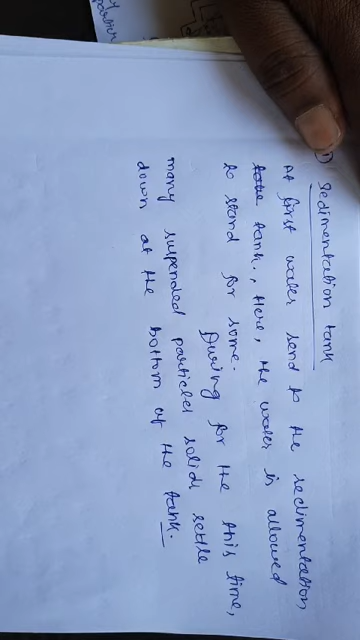 1) Sedimentation tank
At first water send to the sedimentation
tank., Here, the water is allowed
to stand for some.
During for the this time,
many suspended particles solids settle
down at the bottom of the tank.